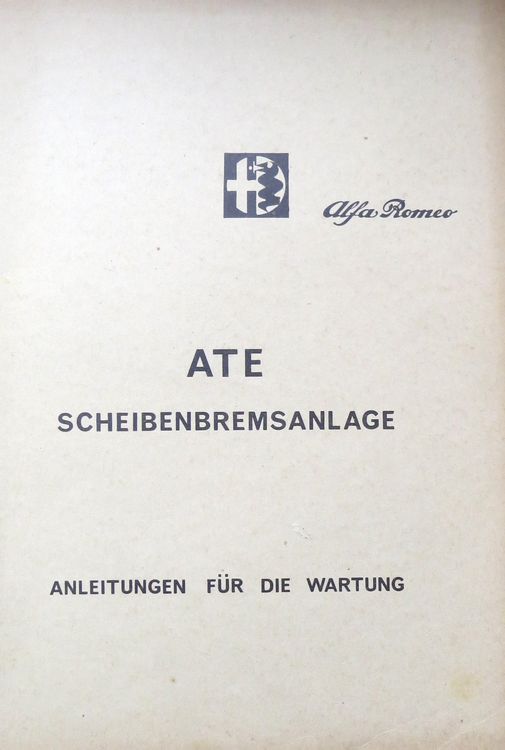 Alfa Romeo
ATE
SCHEIBENBREMSANLAGE
ANLEITUNGEN FÜR DIE WARTUNG